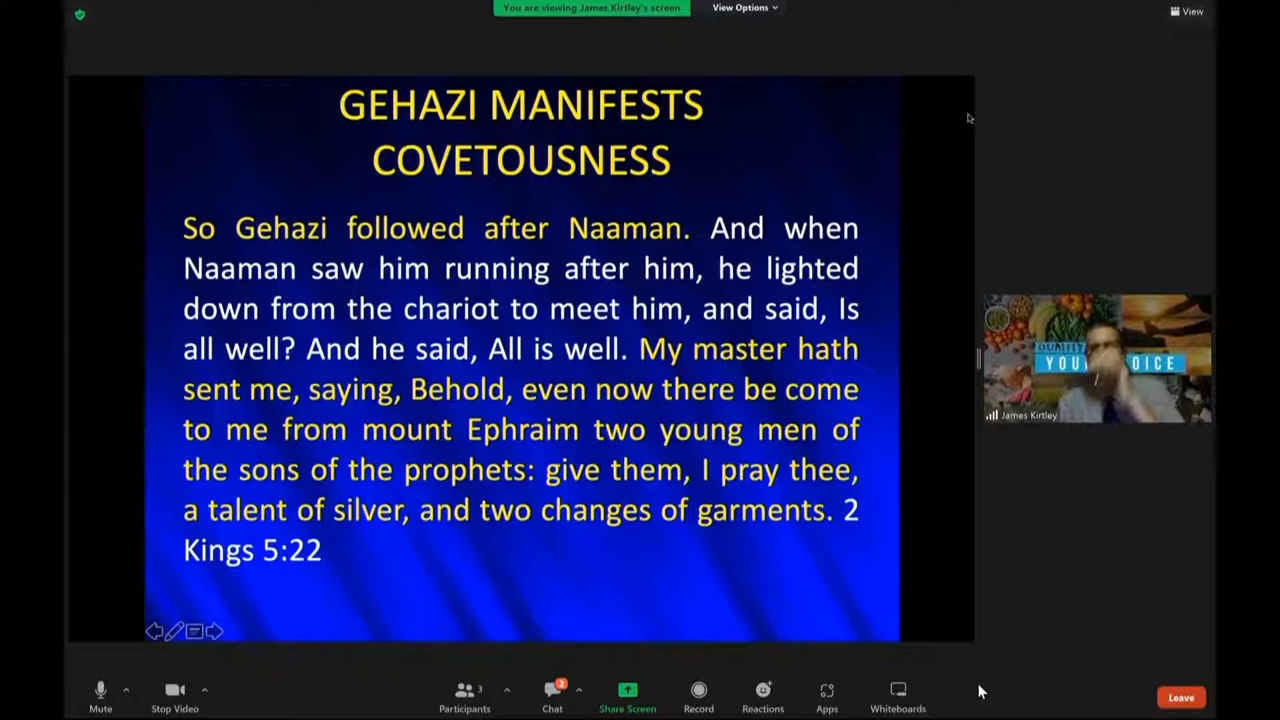 You are viewing James Kirtley's screen
View Options
View
GEHAZI MANIFESTS
COVETOUSNESS
So Gehazi followed after Naaman. And when
Naaman saw him running after him, he lighted
down from the chariot to meet him, and said, Is
all well? And he said, All is well. My master hath
sent me, saying, Behold, even now there be come
to me from mount Ephraim two young men of
the sons of the prophets: give them, I pray thee,
a talent of silver, and two changes of garments. 2
Kings 5:22
James Kirtley
Mute
Stop Video
Participants
3
Chat
2
Share Screen
Record
Reactions
Apps
Whiteboards
Leave